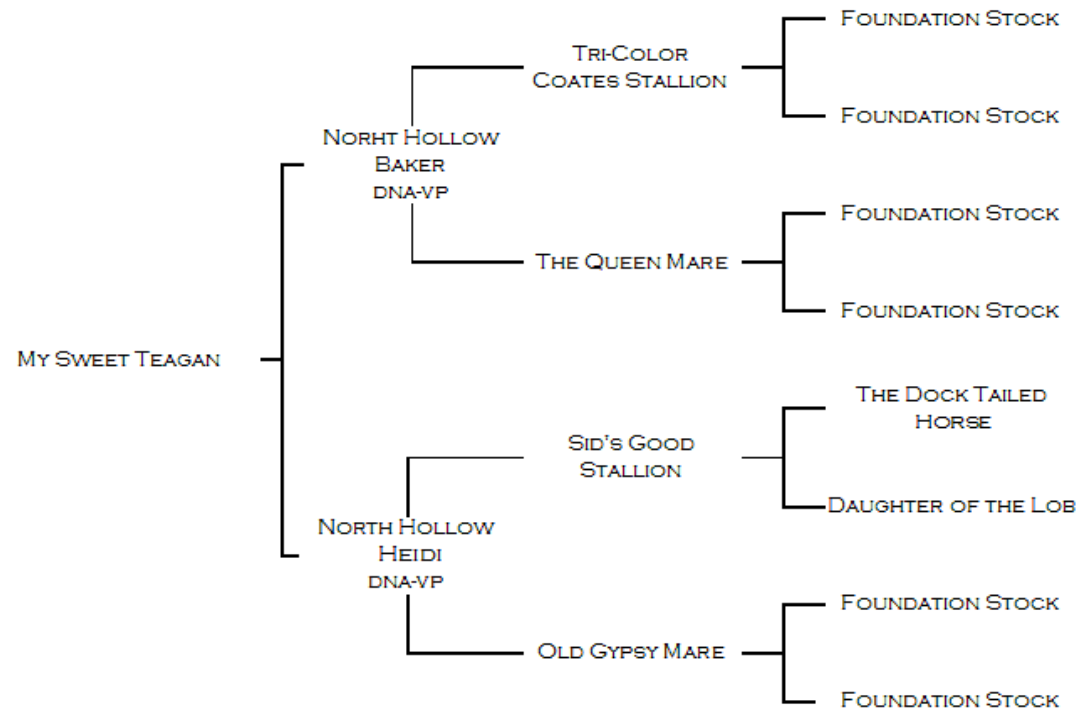 Foundation Stock
Tri-Color
Coates Stallion
Foundation Stock
Norht Hollow
Baker
DNA-VP
Foundation Stock
The Queen Mare
Foundation Stock
My Sweet Teagan
The Dock Tailed
Horse
Sid's Good
Stallion
Daughter of the Lob
North Hollow
Heidi
DNA-VP
Foundation Stock
Old Gypsy Mare
Foundation Stock